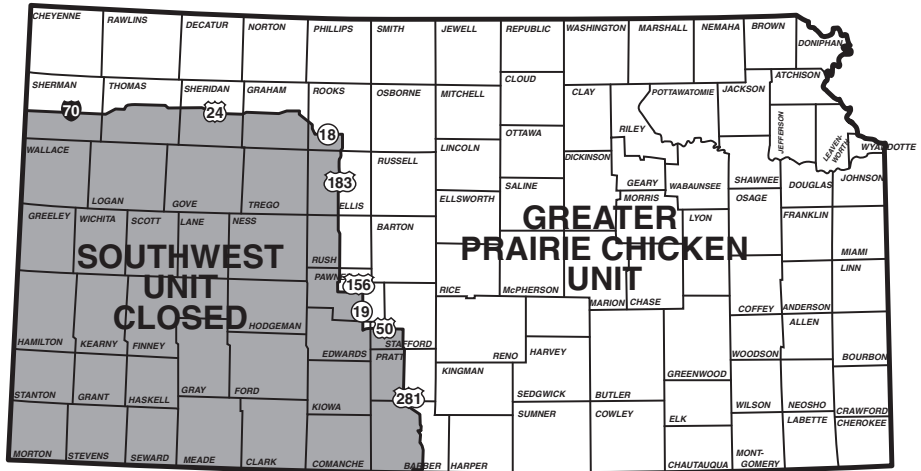 CHEYENNE
RAWLINS
DECATUR
NORTON
PHILLIPS
SMITH
JEWELL
REPUBLIC
WASHINGTON
MARSHALL
NEMAHA
BROWN
DONIPHAN
SHERMAN
THOMAS
SHERIDAN
GRAHAM
ROOKS
OSBORNE
MITCHELL
CLOUD
CLAY
POTTAWATOMIE
JACKSON
ATCHISON
70
24
18
RILEY
JEFFERSON
LEAVEN-
WORTH
WYANDOTTE
WALLACE
LOGAN
GOVE
TREGO
183
ELLIS
RUSSELL
LINCOLN
OTTAWA
DICKINSON
GEARY
WABAUNSEE
SHAWNEE
DOUGLAS
JOHNSON
GREELEY
WICHITA
SCOTT
LANE
NESS
RUSH
BARTON
ELLSWORTH
SALINE
MORRIS
LYON
OSAGE
FRANKLIN
MIAMI
SOUTHWEST
UNIT
CLOSED
GREATER
PRAIRIE CHICKEN
UNIT
PAWNEE
156
19
50
RICE
McPHERSON
MARION
CHASE
COFFEY
ANDERSON
LINN
HAMILTON
KEARNY
FINNEY
HODGEMAN
EDWARDS
PRATT
STAFFORD
RENO
HARVEY
GREENWOOD
WOODSON
ALLEN
BOURBON
STANTON
GRANT
HASKELL
GRAY
FORD
KIOWA
281
KINGMAN
SEDGWICK
BUTLER
ELK
WILSON
NEOSHO
CRAWFORD
MORTON
STEVENS
SEWARD
MEADE
CLARK
COMANCHE
BARBER
HARPER
SUMNER
COWLEY
CHAUTAUQUA
MONT-
GOMERY
LABETTE
CHEROKEE